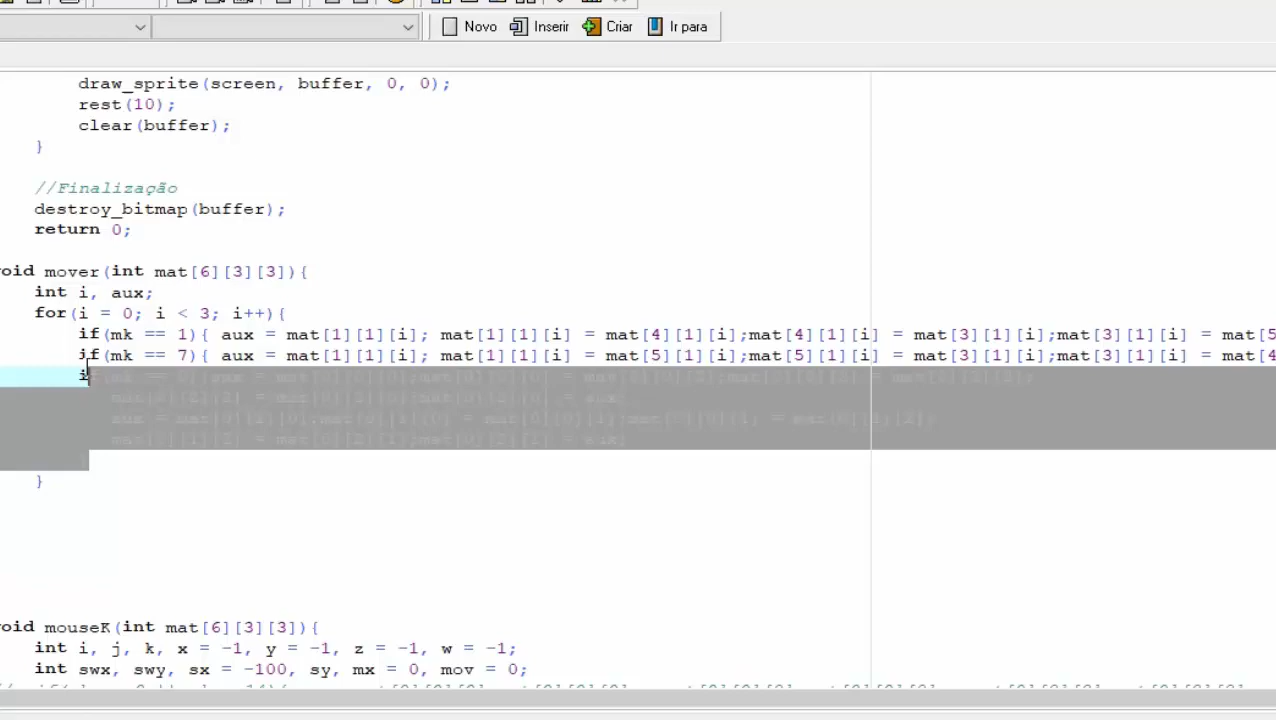 Novo Inserir Criar Ir para
draw_sprite(screen, buffer, 0, 0);
rest(10);
clear(buffer);
}
//Finalização
destroy_bitmap(buffer);
return 0;
oid mover(int mat[6][3][3]){
int i, aux;
for(i = 0; i < 3; i++){
if(mk == 1){ aux = mat[1][1][i]; mat[1][1][i] = mat[4][1][i];mat[4][1][i] = mat[3][1][i];mat[3][1][i] = mat[5
if(mk == 7){ aux = mat[1][1][i]; mat[1][1][i] = mat[5][1][i];mat[5][1][i] = mat[3][1][i];mat[3][1][i] = mat[4
}
oid mouseK(int mat[6][3][3]){
int i, j, k, x = -1, y = -1, z = -1, w = -1;
int swx, swy, sx = -100, sy, mx = 0, mov = 0;